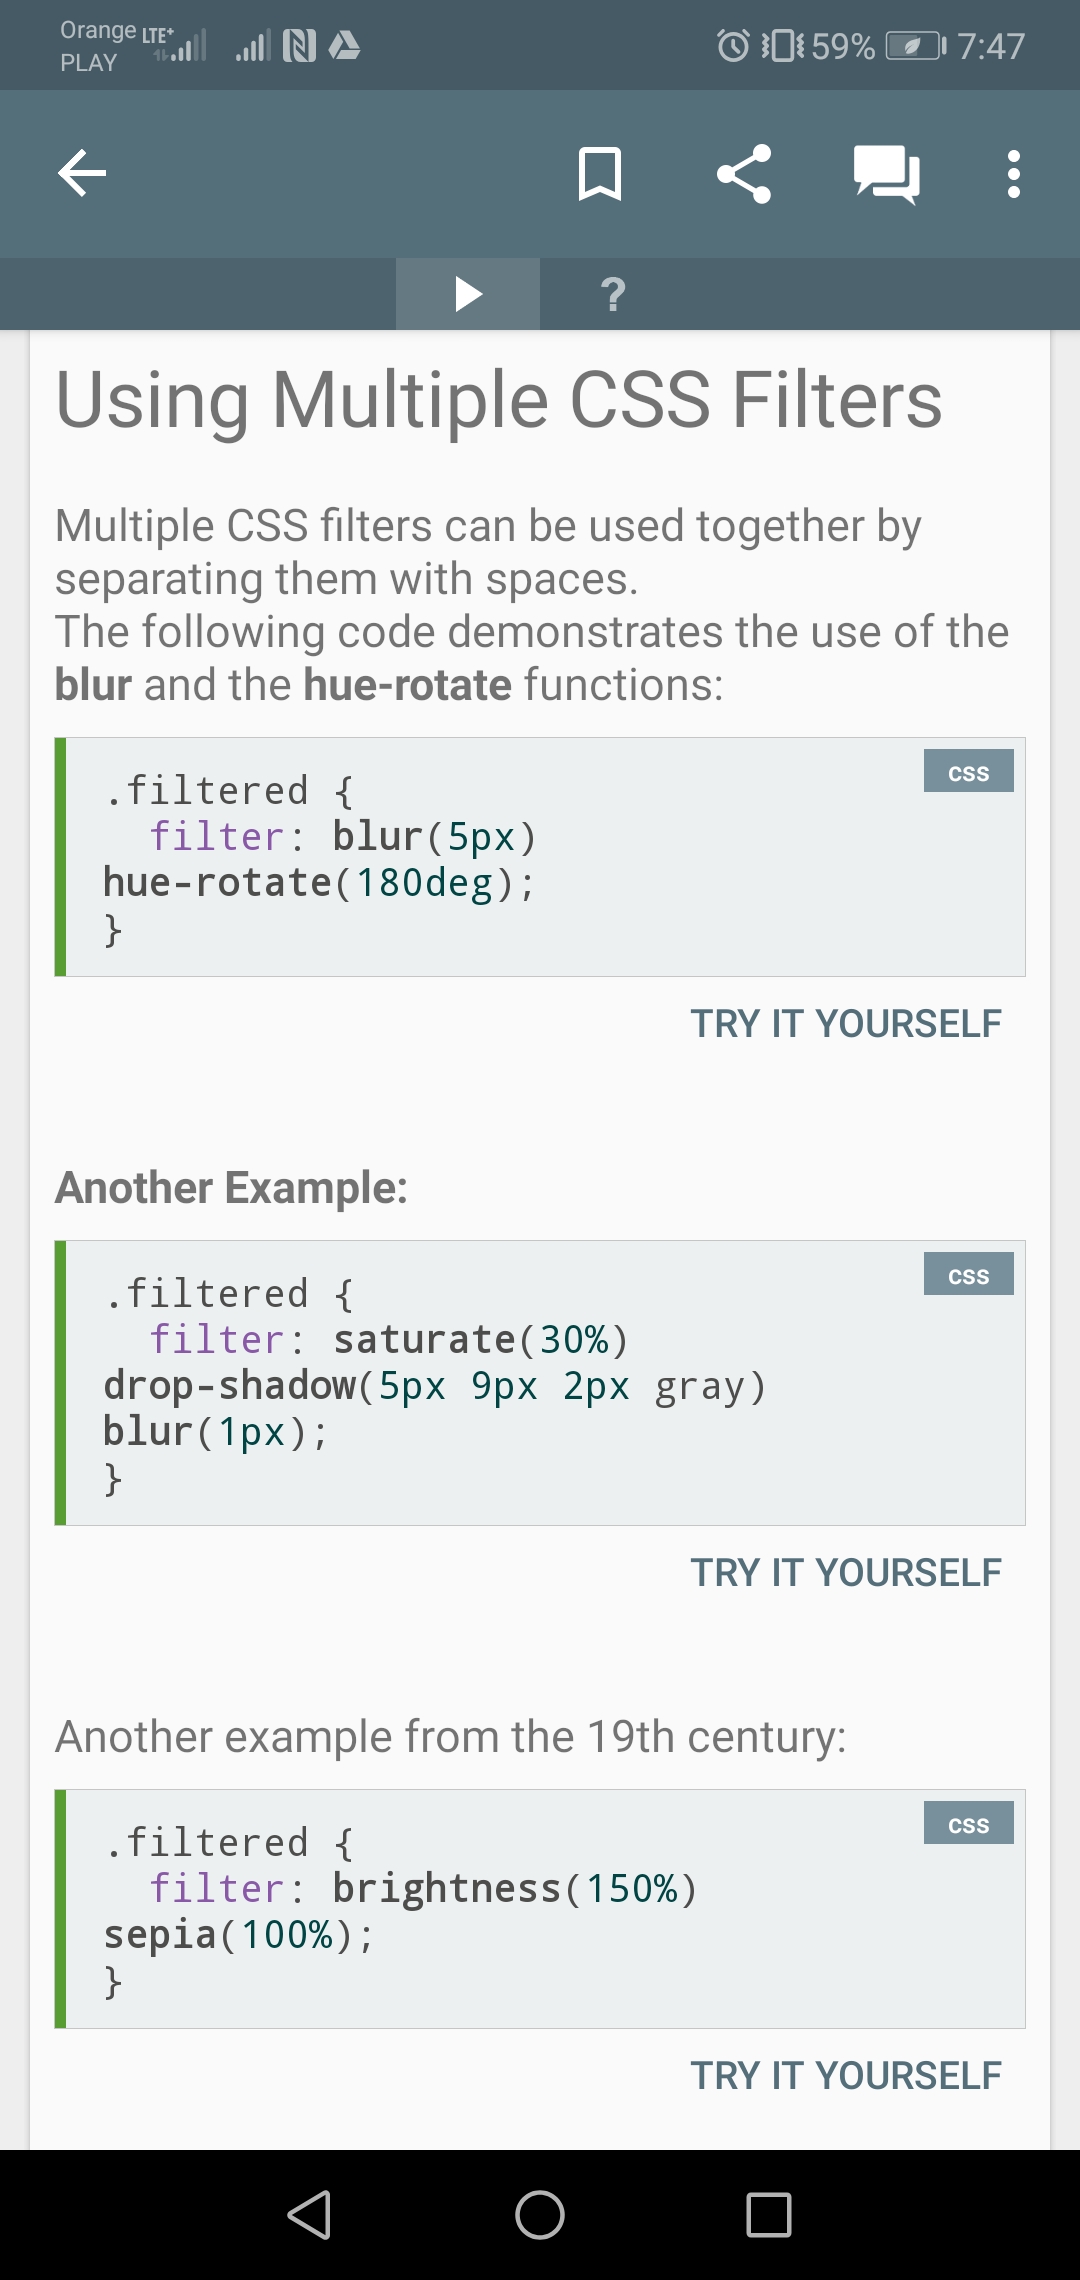 Orange LTE+
PLAY
59% 7:47
?
Using Multiple CSS Filters
Multiple CSS filters can be used together by
separating them with spaces.
The following code demonstrates the use of the
blur and the hue-rotate functions:
css
.filtered {
  filter: blur(5px)
hue-rotate(180deg);
}
TRY IT YOURSELF
Another Example:
css
.filtered {
  filter: saturate(30%)
drop-shadow(5px 9px 2px gray)
blur(1px);
}
TRY IT YOURSELF
Another example from the 19th century:
css
.filtered {
  filter: brightness(150%)
sepia(100%);
}
TRY IT YOURSELF